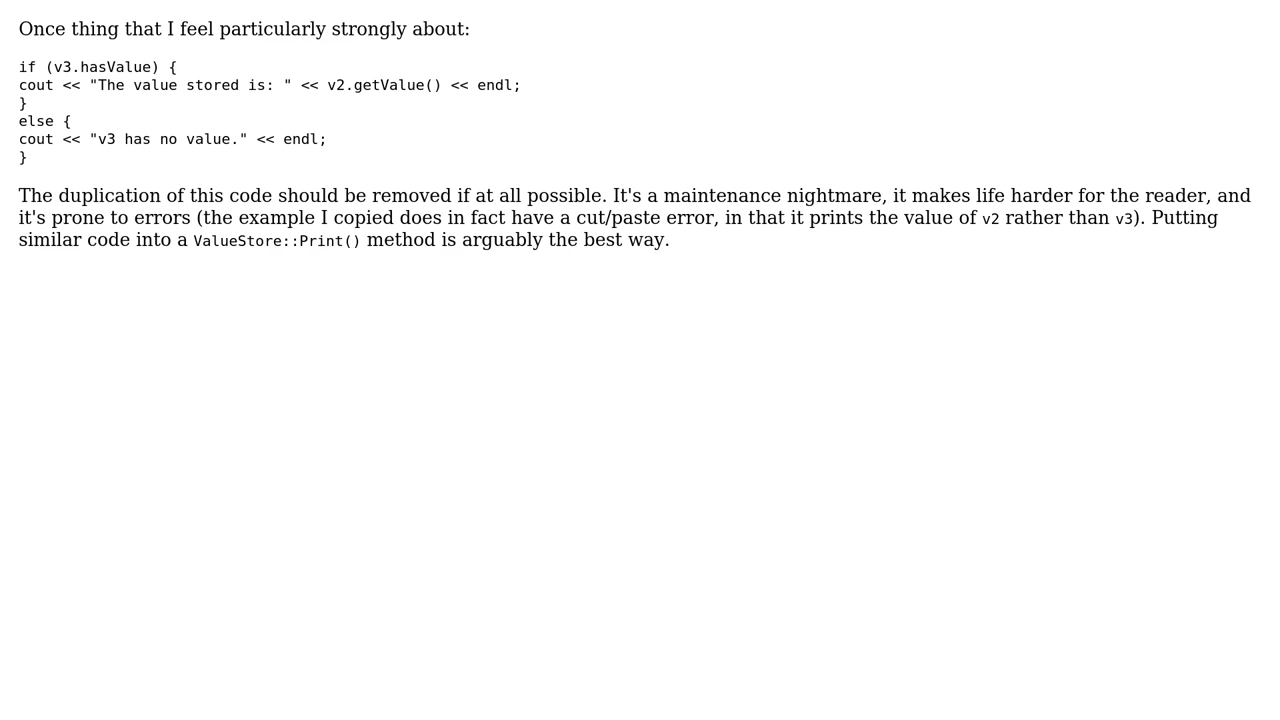 Once thing that I feel particularly strongly about:
if (v3.hasValue) {
cout << "The value stored is: " << v2.getValue() << endl;
}
else {
cout << "v3 has no value." << endl;
}
The duplication of this code should be removed if at all possible. It's a maintenance nightmare, it makes life harder for the reader, and
it's prone to errors (the example I copied does in fact have a cut/paste error, in that it prints the value of v2 rather than v3). Putting
similar code into a ValueStore::Print() method is arguably the best way.